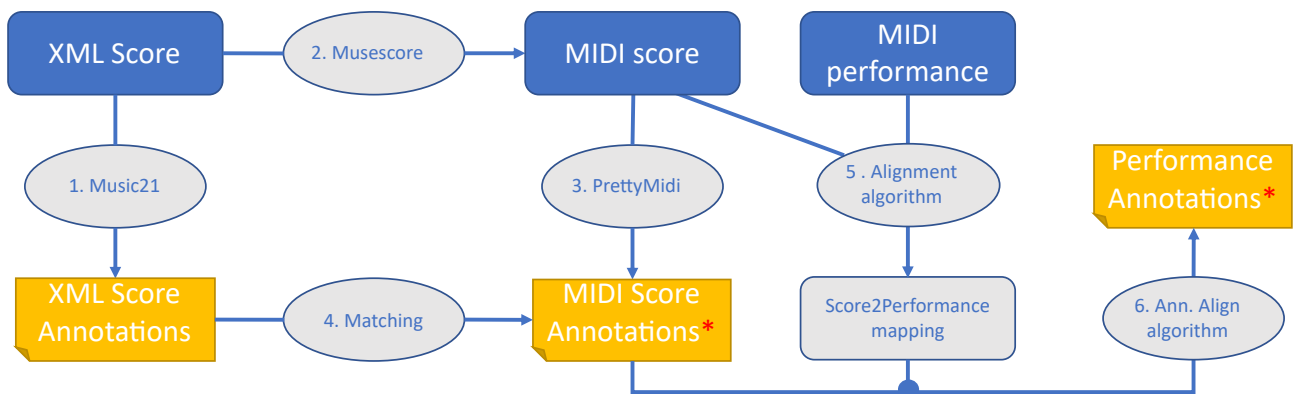 XML Score
2. Musescore
MIDI score
MIDI
performance
1. Music21
3. PrettyMidi
5 . Alignment
algorithm
Performance
Annotations*
XML Score
Annotations
4. Matching
MIDI Score
Annotations*
Score2Performance
mapping
6. Ann. Align
algorithm